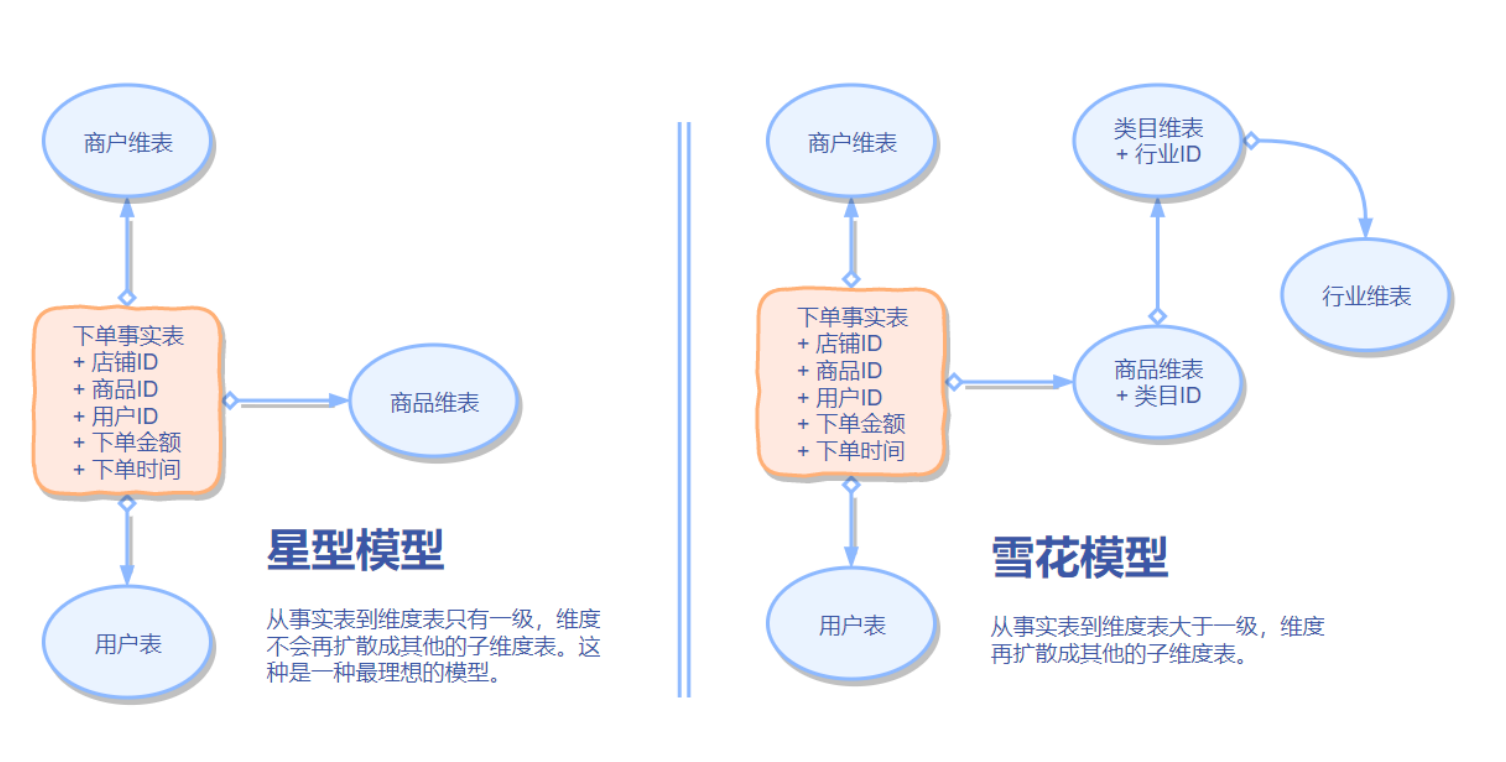 商户维表
下单事实表
+ 店铺ID
+ 商品ID
+ 用户ID
+ 下单金额
+ 下单时间
商品维表
用户表
星型模型
从事实表到维度表只有一级，维度
不会再扩散成其他的子维度表。这
种是一种最理想的模型。
商户维表
类目维表
+ 行业ID
行业维表
下单事实表
+ 店铺ID
+ 商品ID
+ 用户ID
+ 下单金额
+ 下单时间
商品维表
+ 类目ID
用户表
雪花模型
从事实表到维度表大于一级，维度
再扩散成其他的子维度表。